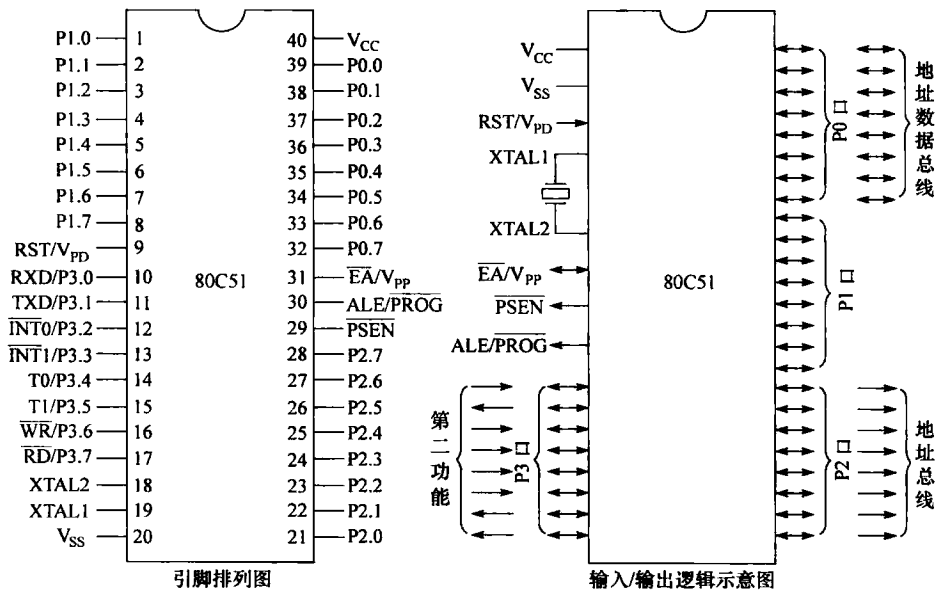 P1.0 1
P1.1 2
P1.2 3
P1.3 4
P1.4 5
P1.5 6
P1.6 7
P1.7 8
RST/VPD 9
RXD/P3.0 10
TXD/P3.1 11
INT0/P3.2 12
INT1/P3.3 13
T0/P3.4 14
T1/P3.5 15
WR/P3.6 16
RD/P3.7 17
XTAL2 18
XTAL1 19
VSS 20
80C51
40 VCC
39 P0.0
38 P0.1
37 P0.2
36 P0.3
35 P0.4
34 P0.5
33 P0.6
32 P0.7
31 EA/VPP
30 ALE/PROG
29 PSEN
28 P2.7
27 P2.6
26 P2.5
25 P2.4
24 P2.3
23 P2.2
22 P2.1
21 P2.0
引脚排列图
VCC
VSS
RST/VPD
XTAL1
XTAL2
EA/VPP
PSEN
ALE/PROG
第二功能
P3 口
80C51
P0 口
地址数据总线
P1 口
P2 口
地址总线
输入/输出逻辑示意图